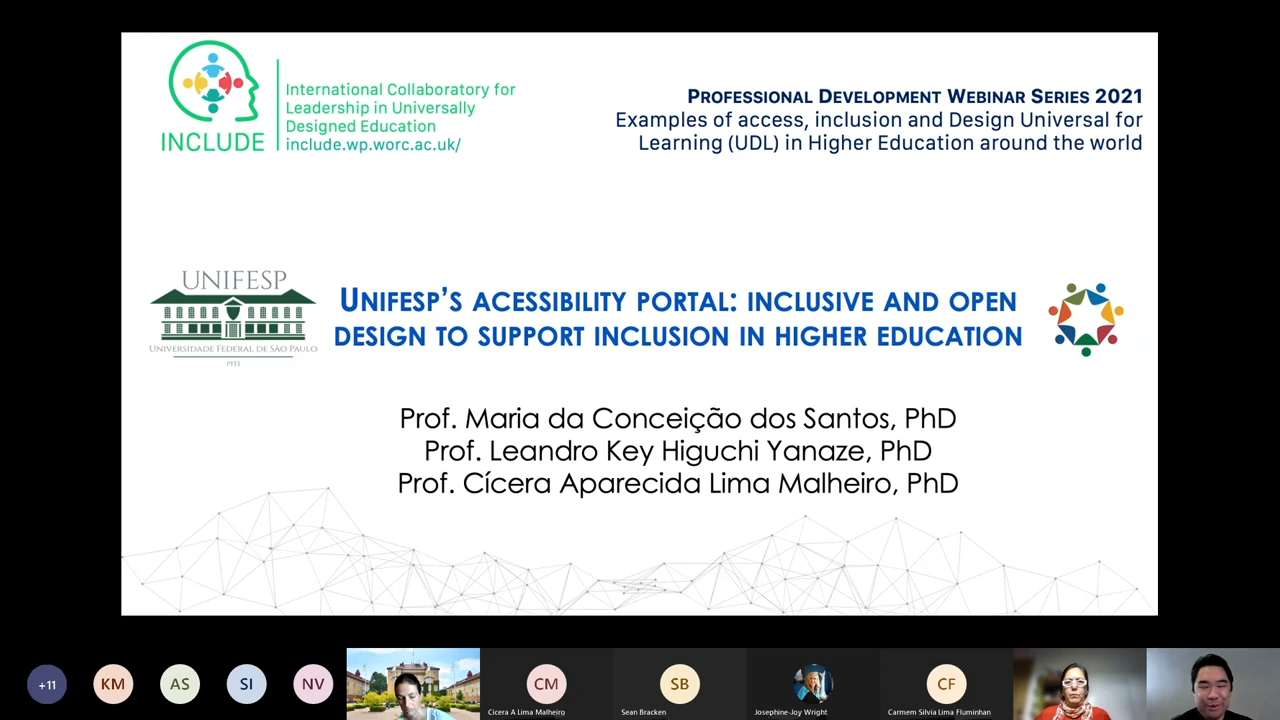 INCLUDE
International Collaboratory for
Leadership in Universally
Designed Education
include.wp.worc.ac.uk/
PROFESSIONAL DEVELOPMENT WEBINAR SERIES 2021
Examples of access, inclusion and Design Universal for
Learning (UDL) in Higher Education around the world
UNIFESP
UNIVERSIDADE FEDERAL DE SÃO PAULO
1933
UNIFESP'S ACESSIBILITY PORTAL: INCLUSIVE AND OPEN
DESIGN TO SUPPORT INCLUSION IN HIGHER EDUCATION
Prof. Maria da Conceição dos Santos, PhD
Prof. Leandro Key Higuchi Yanaze, PhD
Prof. Cícera Aparecida Lima Malheiro, PhD
+11
KM
AS
SI
NV
CM
Cicera A Lima Malheiro
SB
Sean Bracken
Josephine-Joy Wright
CF
Carmem Silvia Lima Fluminhan